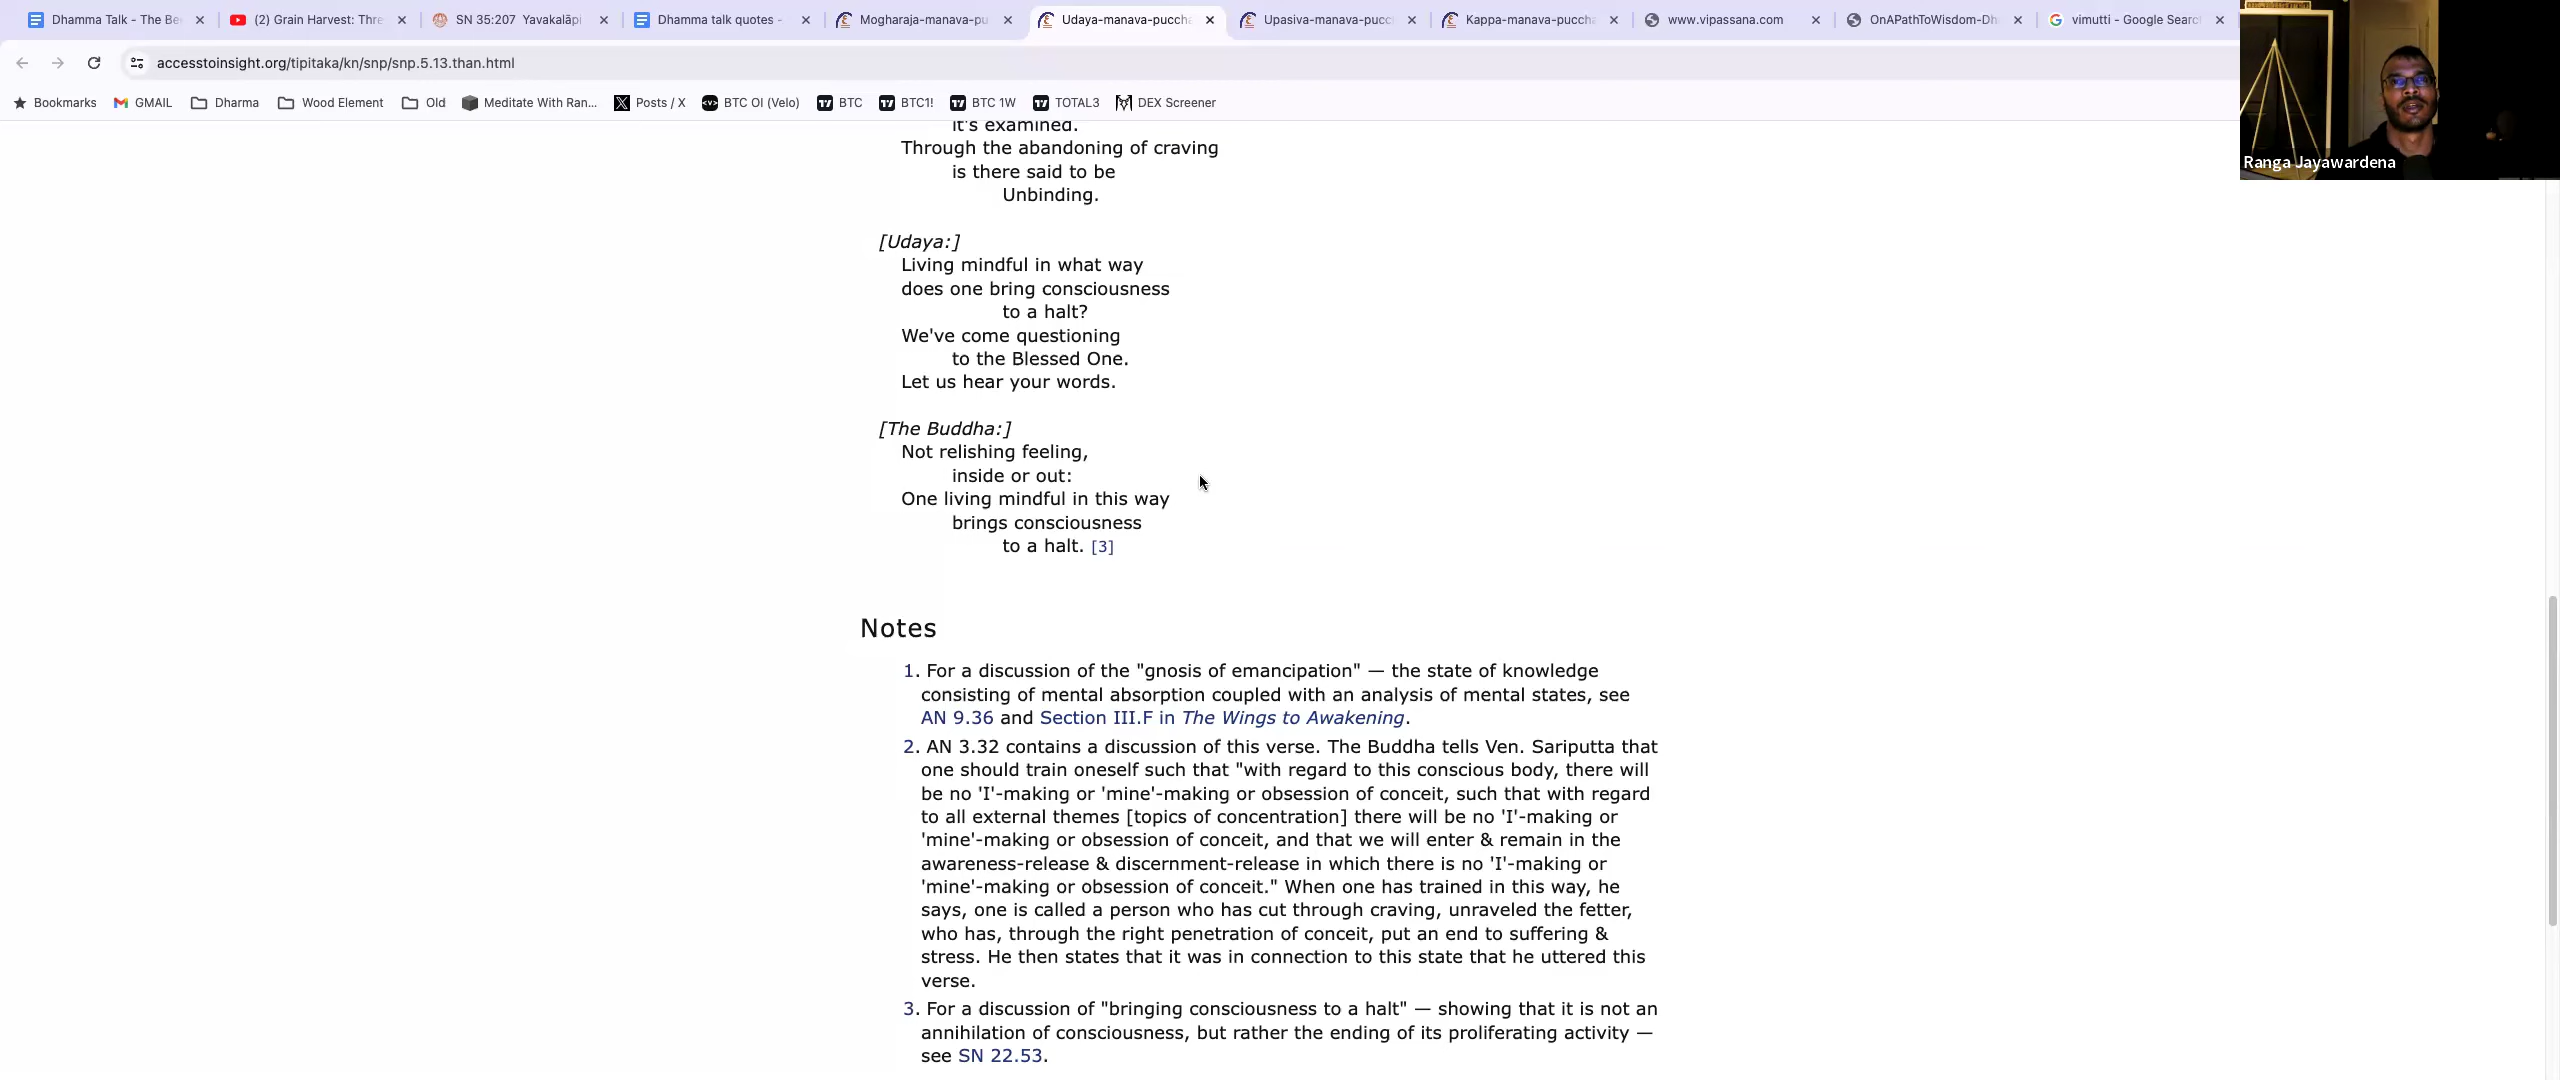 Dhamma Talk - The Be
(2) Grain Harvest: Thre
SN 35:207 Yavakalāpi
Dhamma talk quotes -
Mogharaja-manava-pu
Udaya-manava-puccha
Upasiva-manava-pucc
Kappa-manava-puccha
www.vipassana.com
OnAPathToWisdom-Dh
vimutti - Google Searc
accesstoinsight.org/tipitaka/kn/snp/snp.5.13.than.html
Bookmarks
GMAIL
Dharma
Wood Element
Old
Meditate With Ran...
Posts / X
BTC OI (Velo)
BTC
BTC1!
BTC 1W
TOTAL3
DEX Screener
Ranga Jayawardena
it's examined.
Through the abandoning of craving
is there said to be
Unbinding.
[Udaya:]
Living mindful in what way
does one bring consciousness
to a halt?
We've come questioning
to the Blessed One.
Let us hear your words.
[The Buddha:]
Not relishing feeling,
inside or out:
One living mindful in this way
brings consciousness
to a halt. [3]
Notes
1. For a discussion of the "gnosis of emancipation" — the state of knowledge
consisting of mental absorption coupled with an analysis of mental states, see
AN 9.36 and Section III.F in The Wings to Awakening.
2. AN 3.32 contains a discussion of this verse. The Buddha tells Ven. Sariputta that
one should train oneself such that "with regard to this conscious body, there will
be no 'I'-making or 'mine'-making or obsession of conceit, such that with regard
to all external themes [topics of concentration] there will be no 'I'-making or
'mine'-making or obsession of conceit, and that we will enter & remain in the
awareness-release & discernment-release in which there is no 'I'-making or
'mine'-making or obsession of conceit." When one has trained in this way, he
says, one is called a person who has cut through craving, unraveled the fetter,
who has, through the right penetration of conceit, put an end to suffering &
stress. He then states that it was in connection to this state that he uttered this
verse.
3. For a discussion of "bringing consciousness to a halt" — showing that it is not an
annihilation of consciousness, but rather the ending of its proliferating activity —
see SN 22.53.